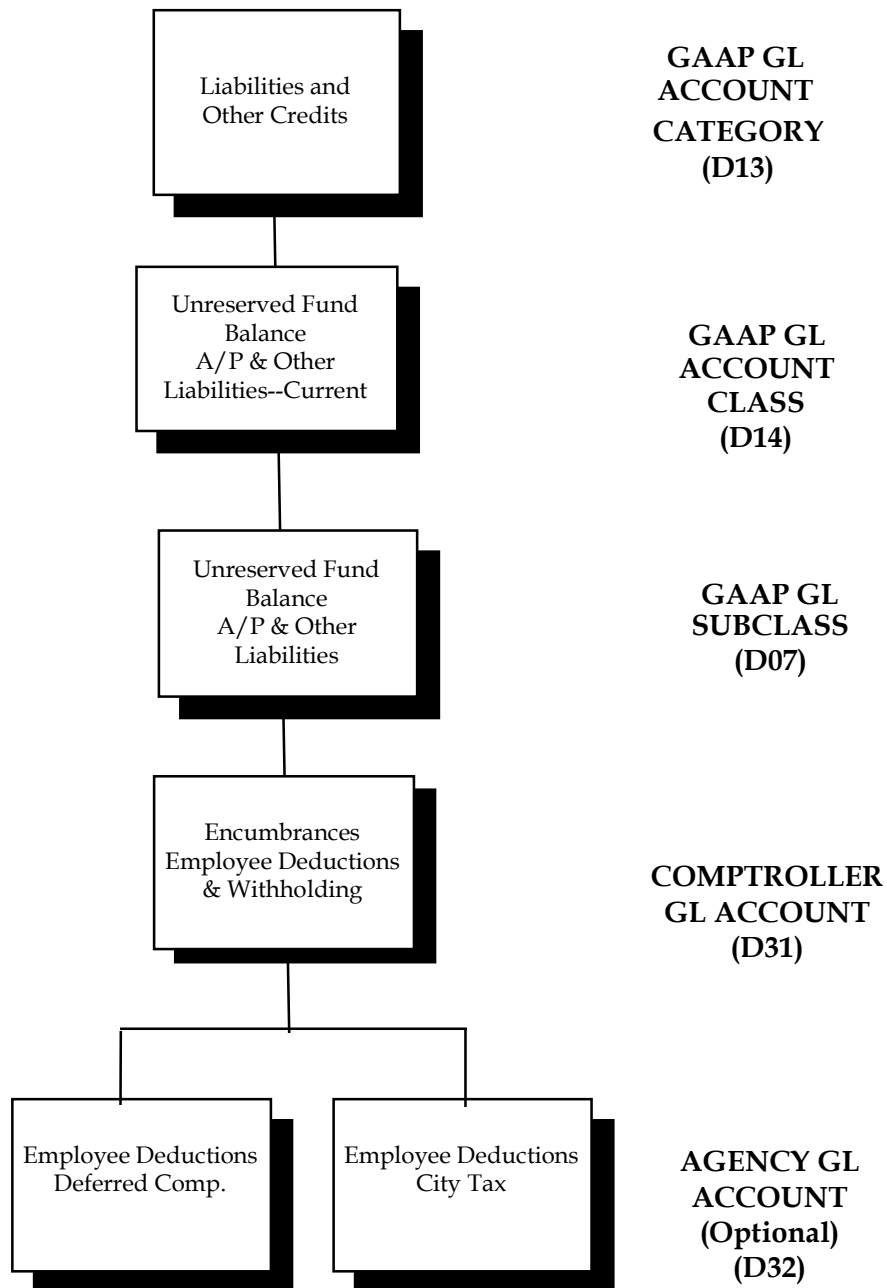 Liabilities and
Other Credits
GAAP GL
ACCOUNT
CATEGORY
(D13)
Unreserved Fund
Balance
A/P & Other
Liabilities--Current
GAAP GL
ACCOUNT
CLASS
(D14)
Unreserved Fund
Balance
A/P & Other
Liabilities
GAAP GL
SUBCLASS
(D07)
Encumbrances
Employee Deductions
& Withholding
COMPTROLLER
GL ACCOUNT
(D31)
Employee Deductions
Deferred Comp.
Employee Deductions
City Tax
AGENCY GL
ACCOUNT
(Optional)
(D32)